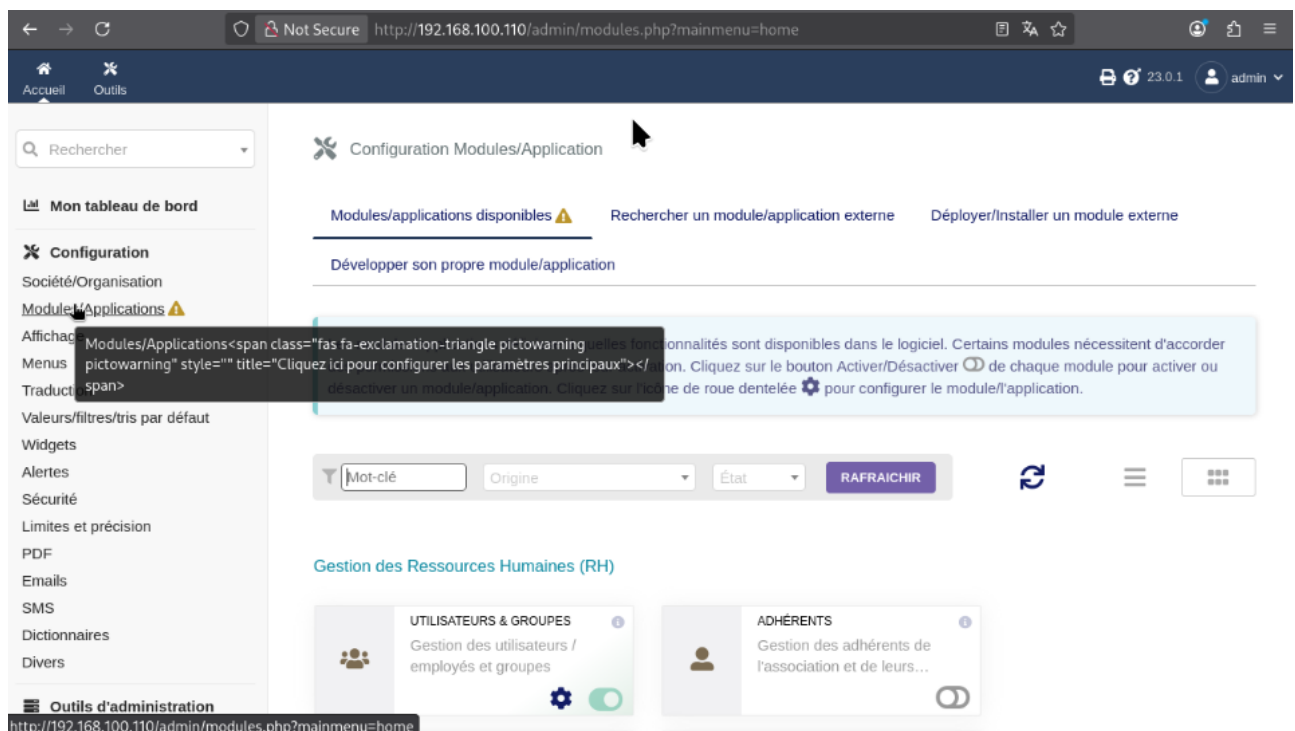 Not Secure http://192.168.100.110/admin/modules.php?mainmenu=home
Accueil Outils
23.0.1 admin
Rechercher
Mon tableau de bord
Configuration
Société/Organisation
Modules/Applications
Affichage
Menus
Valeurs/filtres/tris par défaut
Widgets
Alertes
Sécurité
Limites et précision
PDF
Emails
SMS
Dictionnaires
Divers
Outils d'administration
http://192.168.100.110/admin/modules.php?mainmenu=home
Modules/Applications<span class="fas fa-exclamation-triangle pictowarning
pictowarning" style="" title="Cliquez ici pour configurer les paramètres principaux"></
span>
Configuration Modules/Application
Modules/applications disponibles Rechercher un module/application externe Déployer/Installer un module externe
Développer son propre module/application
fonctionnalités sont disponibles dans le logiciel. Certains modules nécessitent d'accorder
Cliquez sur le bouton Activer/Désactiver de chaque module pour activer ou
désactiver un module/application. Cliquez sur l'icône de roue dentelée pour configurer le module/l'application.
Mot-clé Origine État RAFRAICHIR
Gestion des Ressources Humaines (RH)
UTILISATEURS & GROUPES
Gestion des utilisateurs /
employés et groupes
ADHÉRENTS
Gestion des adhérents de
l'association et de leurs…